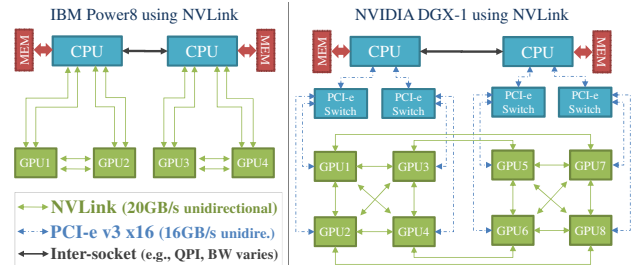 IBM Power8 using NVLink
MEM
CPU
CPU
MEM
GPU1
GPU2
GPU3
GPU4
NVLink (20GB/s unidirectional)
PCI-e v3 x16 (16GB/s unidire.)
Inter-socket (e.g., QPI, BW varies)
NVIDIA DGX-1 using NVLink
MEM
CPU
CPU
MEM
PCI-e Switch
PCI-e Switch
PCI-e Switch
PCI-e Switch
GPU1
GPU3
GPU5
GPU7
GPU2
GPU4
GPU6
GPU8